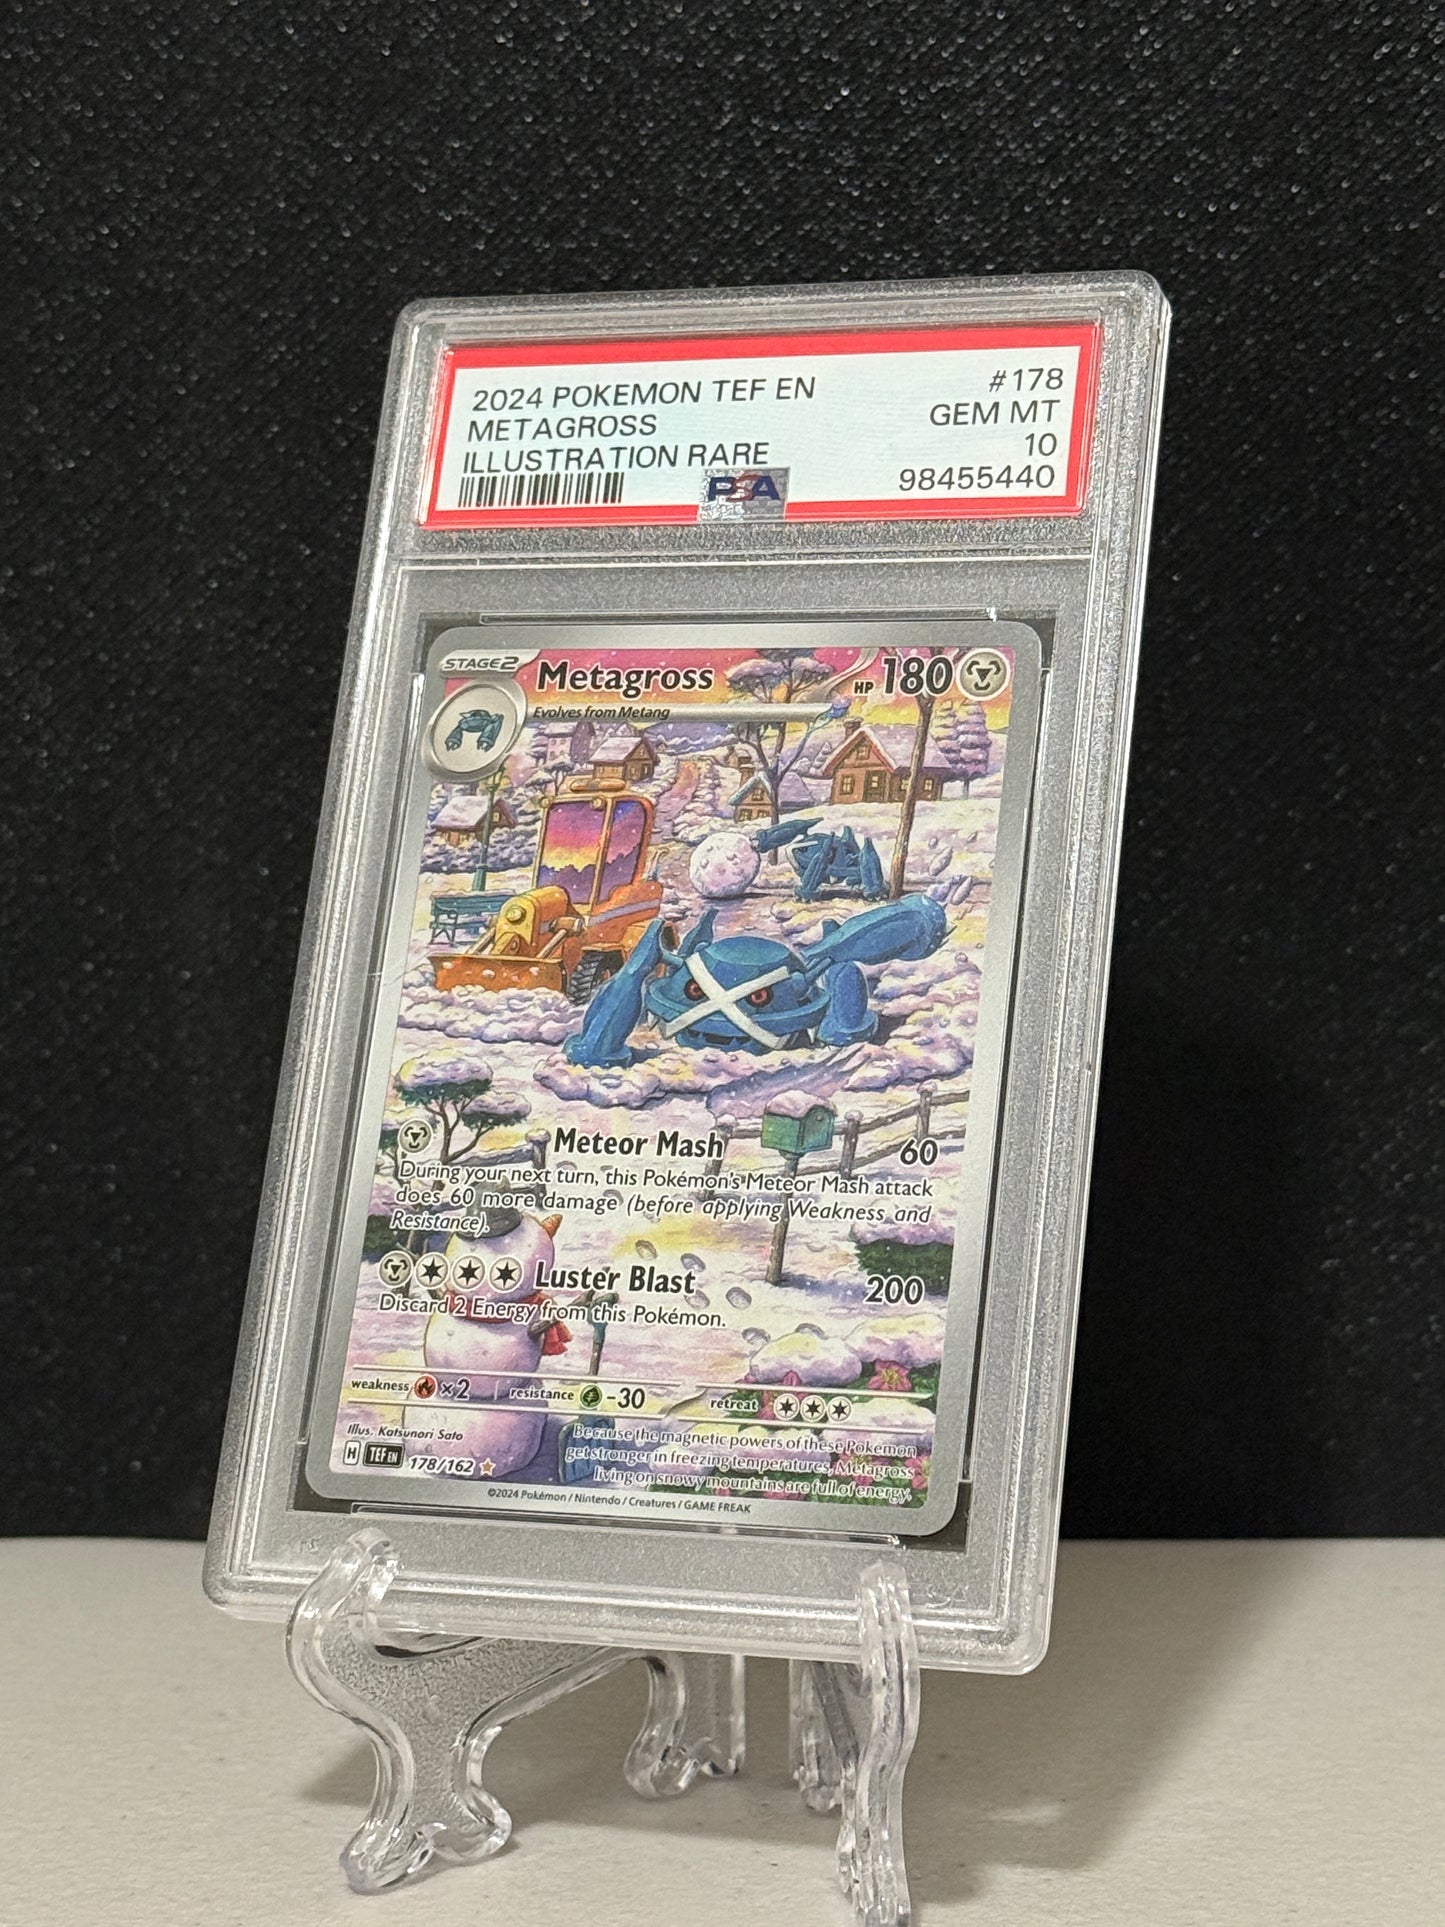 2024 POKEMON TEF EN #178
METAGROSS GEM MT
ILLUSTRATION RARE 10
PSA 98455440
STAGE2 Metagross HP 180
Evolves from Metang
Meteor Mash 60
During your next turn, this Pokémon's Meteor Mash attack
does 60 more damage (before applying Weakness and
Resistance).
Luster Blast 200
Discard 2 Energy from this Pokémon.
weakness ×2 resistance -30 retreat
Illus. Katsunori Sato
Because the magnetic powers of these Pokémon
get stronger in freezing temperatures, Metagross
living on snowy mountains are full of energy.
H TEF EN 178/162
©2024 Pokémon / Nintendo / Creatures / GAME FREAK